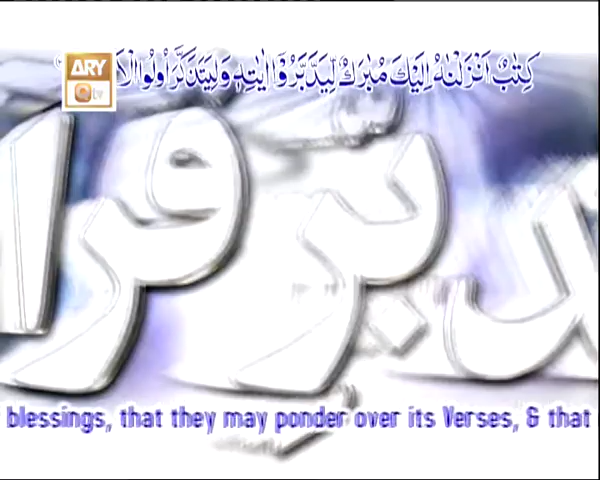 كِتٰبٌ اَنْزَلْنٰهُ اِلَيْكَ مُبٰرَكٌ لِّيَدَّبَّرُوْۤا اٰيٰتِهٖ وَلِيَتَذَكَّرَ اُولُوا الْاَ
ARY
Qtv
blessings, that they may ponder over its Verses, & that